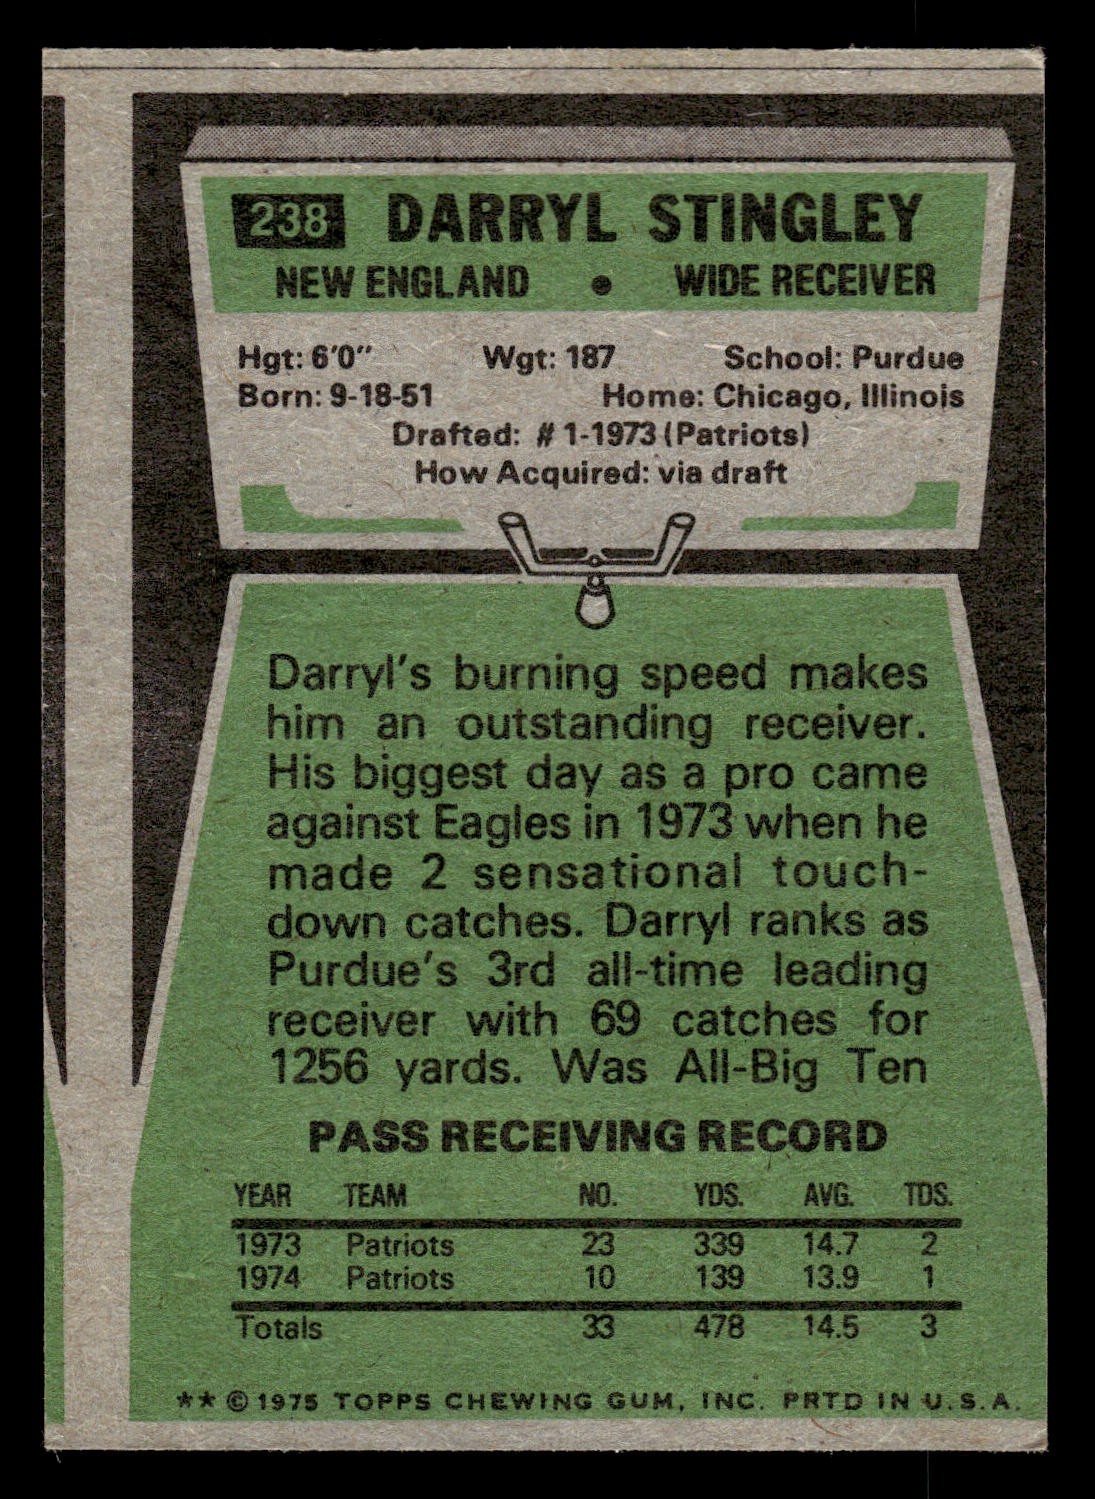 238 DARRYL STINGLEY
NEW ENGLAND • WIDE RECEIVER
Hgt: 6'0" Wgt: 187 School: Purdue
Born: 9-18-51 Home: Chicago, Illinois
Drafted: # 1-1973 (Patriots)
How Acquired: via draft
Darryl's burning speed makes
him an outstanding receiver.
His biggest day as a pro came
against Eagles in 1973 when he
made 2 sensational touch-
down catches. Darryl ranks as
Purdue's 3rd all-time leading
receiver with 69 catches for
1256 yards. Was All-Big Ten
PASS RECEIVING RECORD
YEAR TEAM NO. YDS. AVG. TDS.
1973 Patriots 23 339 14.7 2
1974 Patriots 10 139 13.9 1
Totals 33 478 14.5 3
** © 1975 TOPPS CHEWING GUM, INC. PRTD IN U.S.A.